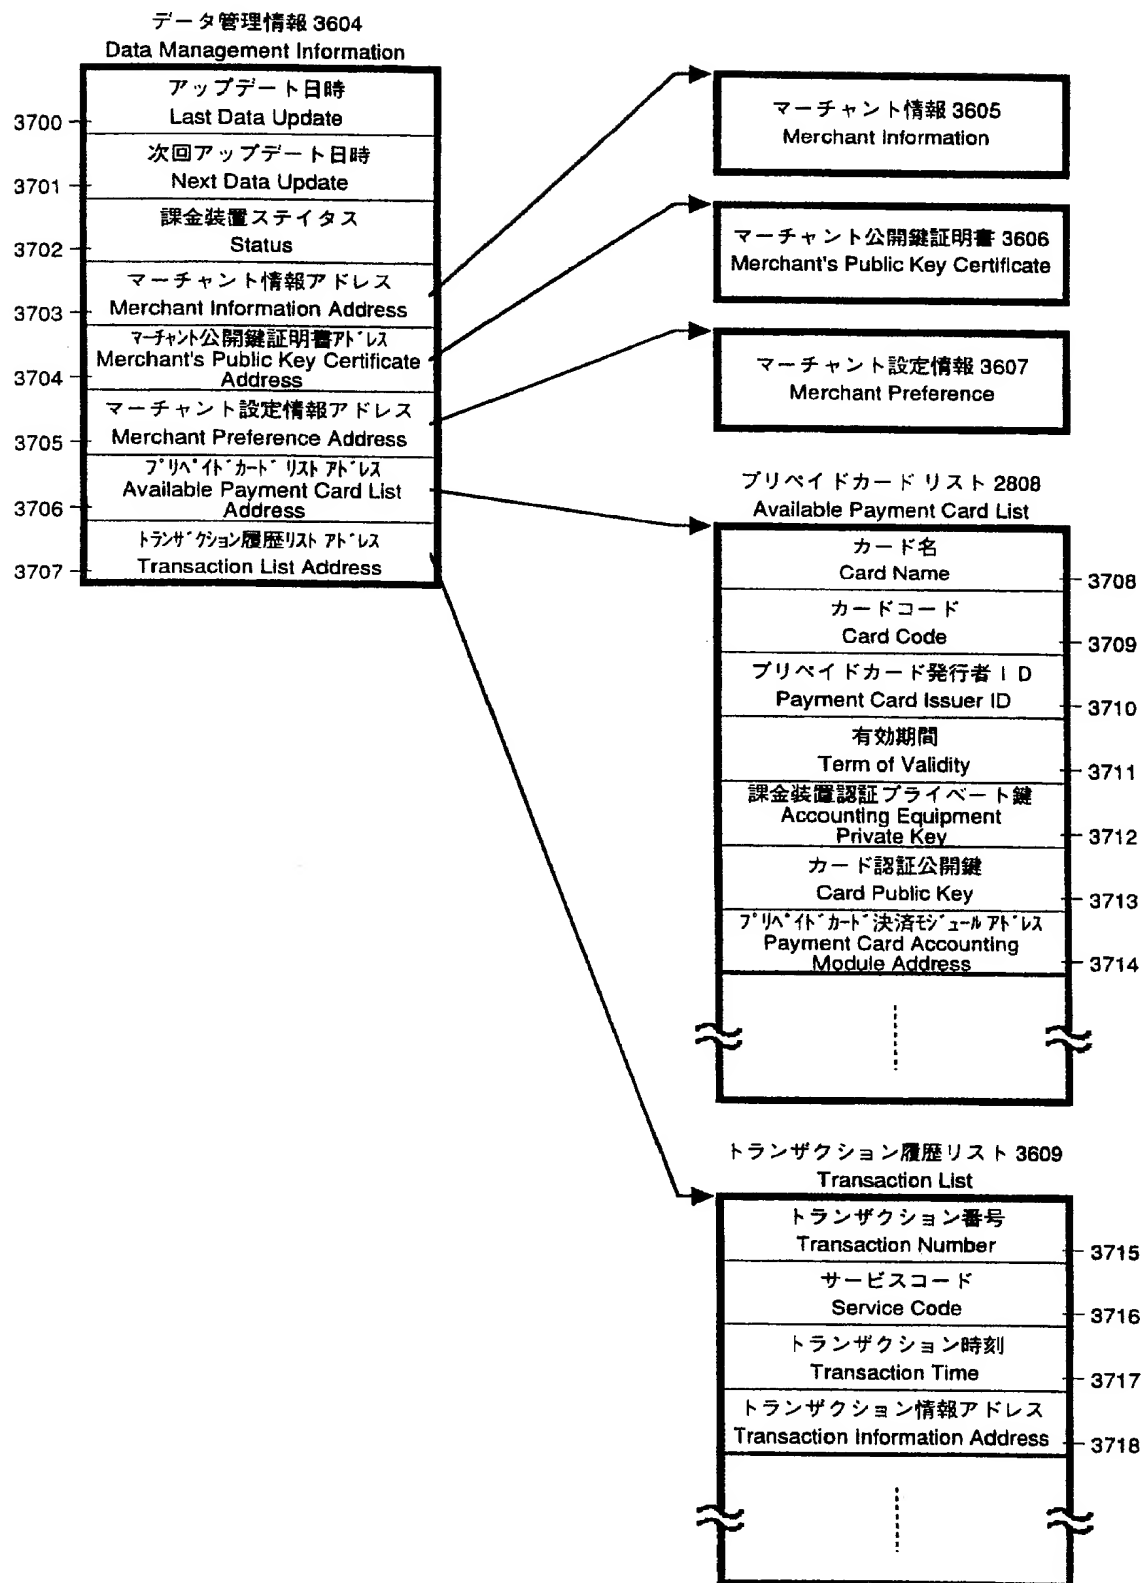 データ管理情報 3604
Data Management Information
アップデート日時
Last Data Update
3700
次回アップデート日時
Next Data Update
3701
課金装置ステイタス
Status
3702
マーチャント情報アドレス
Merchant Information Address
3703
マーチャント公開鍵証明書アドレス
Merchant's Public Key Certificate
Address
3704
マーチャント設定情報アドレス
Merchant Preference Address
3705
プリペイドカード リスト アドレス
Available Payment Card List
Address
3706
トランザクション履歴リスト アドレス
Transaction List Address
3707
マーチャント情報 3605
Merchant Information
マーチャント公開鍵証明書 3606
Merchant's Public Key Certificate
マーチャント設定情報 3607
Merchant Preference
プリペイドカード リスト 2808
Available Payment Card List
カード名
Card Name
3708
カードコード
Card Code
3709
プリペイドカード発行者ID
Payment Card Issuer ID
3710
有効期間
Term of Validity
3711
課金装置認証プライベート鍵
Accounting Equipment
Private Key
3712
カード認証公開鍵
Card Public Key
3713
プリペイドカード決済モジュール アドレス
Payment Card Accounting
Module Address
3714
トランザクション履歴リスト 3609
Transaction List
トランザクション番号
Transaction Number
3715
サービスコード
Service Code
3716
トランザクション時刻
Transaction Time
3717
トランザクション情報アドレス
Transaction Information Address
3718